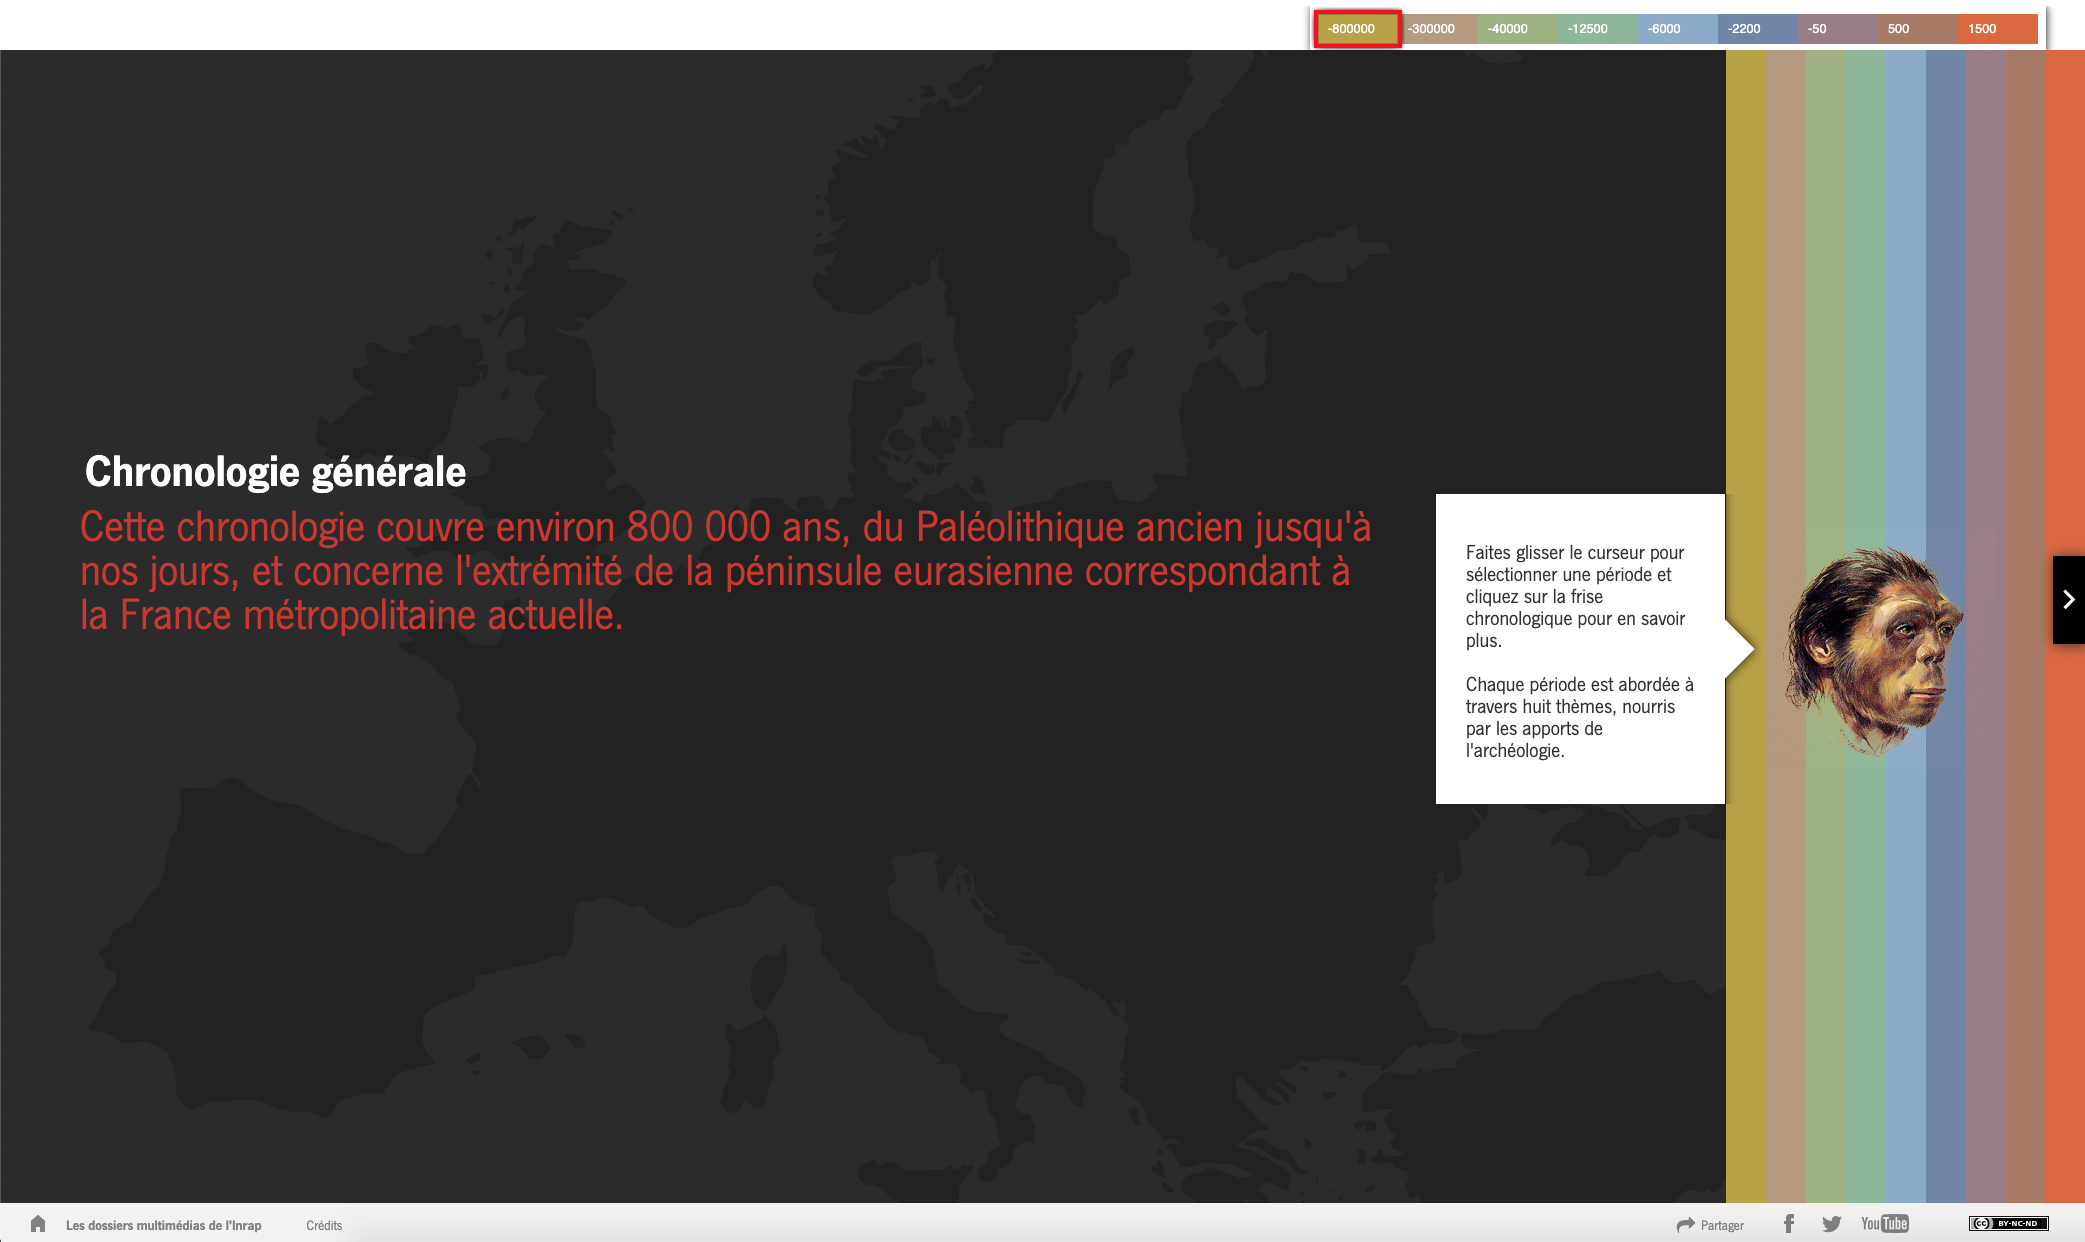 -800000 -300000 -40000 -12500 -6000 -2200 -50 500 1500
Chronologie générale
Cette chronologie couvre environ 800 000 ans, du Paléolithique ancien jusqu'à
nos jours, et concerne l'extrémité de la péninsule eurasienne correspondant à
la France métropolitaine actuelle.
Faites glisser le curseur pour
sélectionner une période et
cliquez sur la frise
chronologique pour en savoir
plus.
Chaque période est abordée à
travers huit thèmes, nourris
par les apports de
l'archéologie.
Les dossiers multimédias de l'Inrap Crédits Partager YouTube cc BY-NC-ND